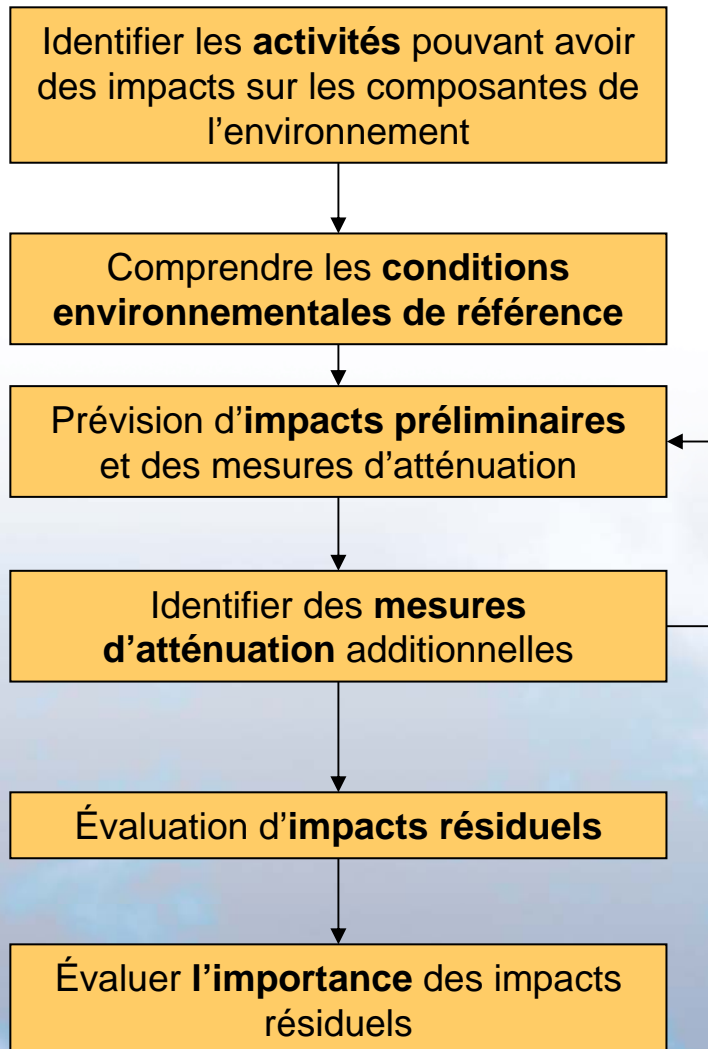 Identifier les activités pouvant avoir
des impacts sur les composantes de
l’environnement
Comprendre les conditions
environnementales de référence
Prévision d’impacts préliminaires
et des mesures d’atténuation
Identifier des mesures
d’atténuation additionnelles
Évaluation d’impacts résiduels
Évaluer l’importance des impacts
résiduels